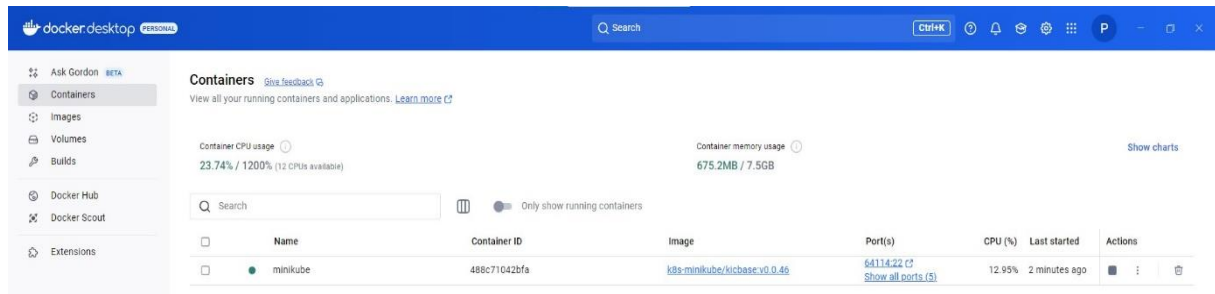 docker.desktop PERSONAL
Search
Ctrl+K
P
Ask Gordon BETA
Containers
Images
Volumes
Builds
Docker Hub
Docker Scout
Extensions
Containers Give feedback
View all your running containers and applications. Learn more
Container CPU usage
23.74% / 1200% (12 CPUs available)
Container memory usage
675.2MB / 7.5GB
Show charts
Search
Only show running containers
Name Container ID Image Port(s) CPU (%) Last started Actions
minikube 488c71042bfa k8s-minikube/kicbase:v0.0.46 64114:22 12.95% 2 minutes ago
Show all ports (5)